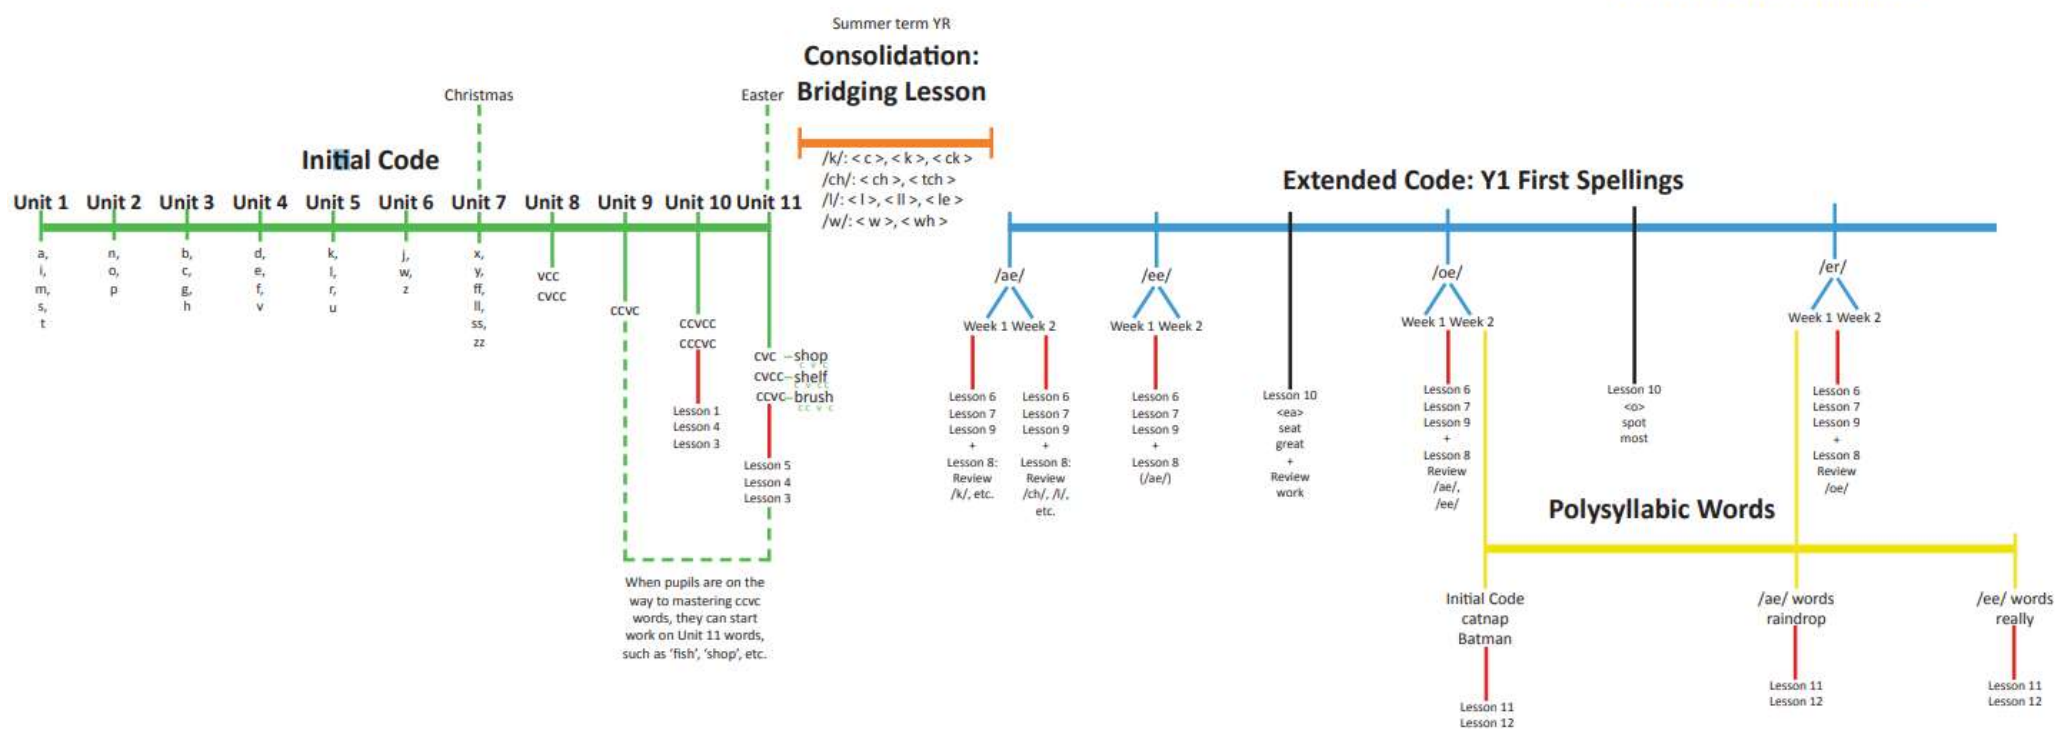 Summer term YR
Consolidation:
Bridging Lesson
Christmas
Easter
Initial Code
/k/: < c >, < k >, < ck >
/ch/: < ch >, < tch >
/l/: < l >, < ll >, < le >
/w/: < w >, < wh >
Unit 1 Unit 2 Unit 3 Unit 4 Unit 5 Unit 6 Unit 7 Unit 8 Unit 9 Unit 10 Unit 11
a,
i,
m,
s,
t
n,
o,
p
b,
c,
g,
h
d,
e,
f,
v
k,
l,
r,
u
j,
w,
z
x,
y,
ff,
ll,
ss,
zz
vcc
cvcc
ccvc
ccvcc
cccvc
Lesson 1
Lesson 4
Lesson 3
cvc shop
c v c
cvcc shelf
c v cc
ccvc brush
cc v c
Lesson 5
Lesson 4
Lesson 3
When pupils are on the
way to mastering ccvc
words, they can start
work on Unit 11 words,
such as ‘fish’, ‘shop’, etc.
Extended Code: Y1 First Spellings
/ae/
Week 1 Week 2
Lesson 6
Lesson 7
Lesson 9
+
Lesson 8:
Review
/k/, etc.
Lesson 6
Lesson 7
Lesson 9
+
Lesson 8:
Review
/ch/, /l/,
etc.
/ee/
Week 1 Week 2
Lesson 6
Lesson 7
Lesson 9
+
Lesson 8
(/ae/)
Lesson 10
<ea>
seat
great
+
Review
work
/oe/
Week 1 Week 2
Lesson 6
Lesson 7
Lesson 9
+
Lesson 8
Review
/ae/,
/ee/
Lesson 10
<o>
spot
most
/er/
Week 1 Week 2
Lesson 6
Lesson 7
Lesson 9
+
Lesson 8
Review
/oe/
Polysyllabic Words
Initial Code
catnap
Batman
Lesson 11
Lesson 12
/ae/ words
raindrop
Lesson 11
Lesson 12
/ee/ words
really
Lesson 11
Lesson 12